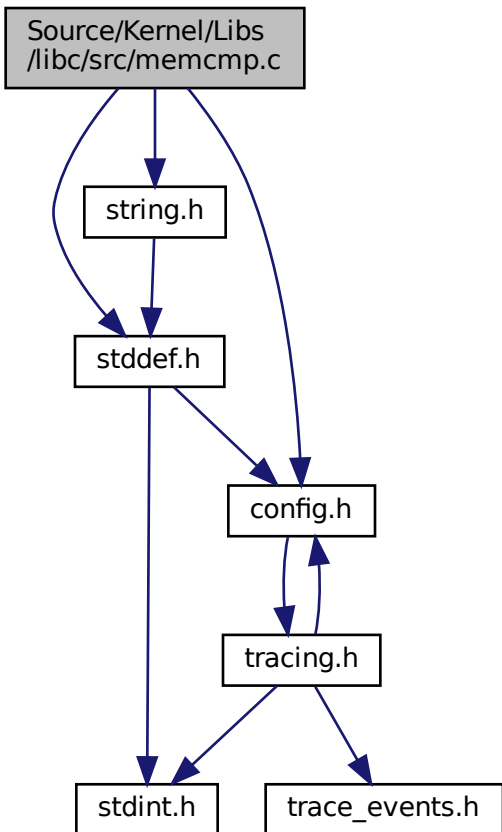 Source/Kernel/Libs
/libc/src/memcmp.c
string.h
stddef.h
config.h
tracing.h
stdint.h
trace_events.h